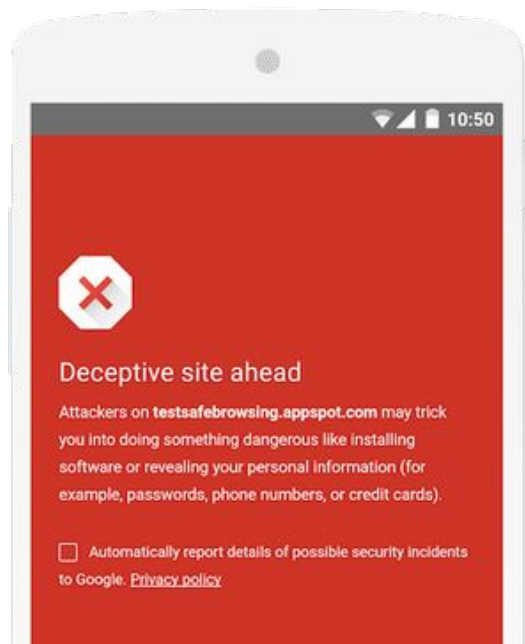 10:50
Deceptive site ahead
Attackers on testsafebrowsing.appspot.com may trick
you into doing something dangerous like installing
software or revealing your personal information (for
example, passwords, phone numbers, or credit cards).
Automatically report details of possible security incidents
to Google. Privacy policy